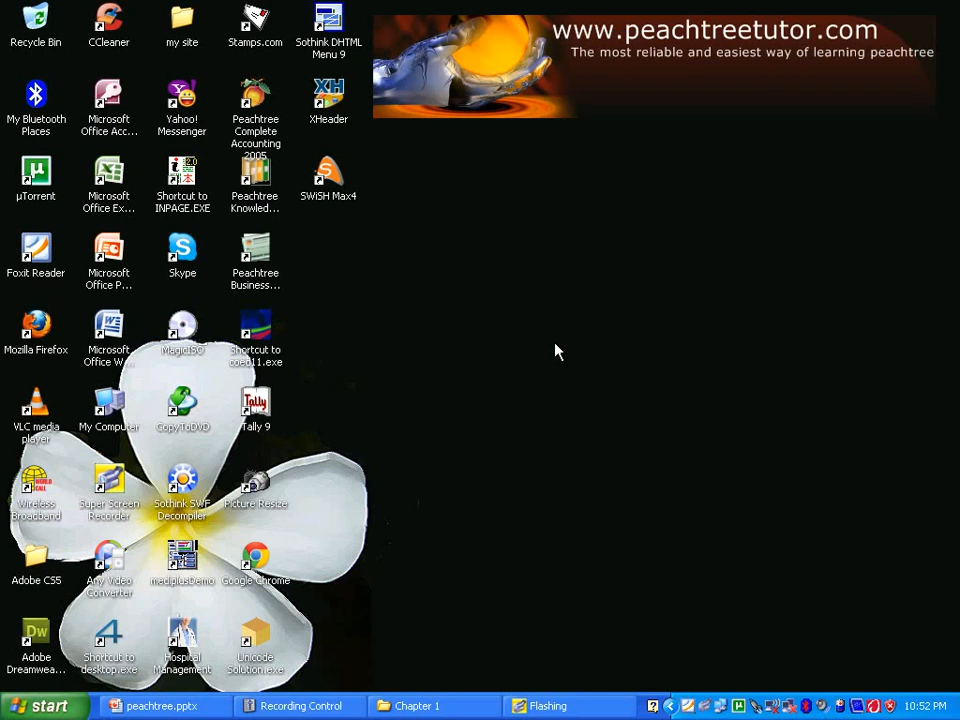 www.peachtreetutor.com
The most reliable and easiest way of learning peachtree
Recycle Bin
CCleaner
my site
Stamps.com
Sothink DHTML
Menu 9
My Bluetooth
Places
Microsoft
Office Acc...
Yahoo!
Messenger
Peachtree
Complete
Accounting
2005
XHeader
µTorrent
Microsoft
Office Ex...
Shortcut to
INPAGE.EXE
Peachtree
Knowled...
SWiSH Max4
Foxit Reader
Microsoft
Office P...
Skype
Peachtree
Business...
Mozilla Firefox
Microsoft
Office W...
MagicISO
Shortcut to
VLC media
player
My Computer
CopyToDVD
Tally 9
Wireless
Broadband
Super Screen
Recorder
Sothink SWF
Decompiler
Picture Resize
Adobe CS5
Any Video
Converter
mediplusDemo
Google Chrome
Adobe
Dreamwea...
Shortcut to
desktop.exe
Hospital
Management
Unicode
Solution.exe
start
peachtree.pptx
Recording Control
Chapter 1
Flashing
10:52 PM